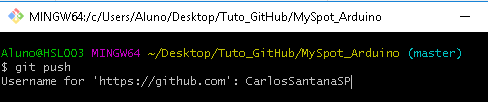 MINGW64:/c/Users/Aluno/Desktop/Tuto_GitHub/MySpot_Arduino
Aluno@HSLOO3 MINGW64 ~/Desktop/Tuto_GitHub/MySpot_Arduino (master)
$ git push
Username for 'https://github.com': CarlosSantanaSP